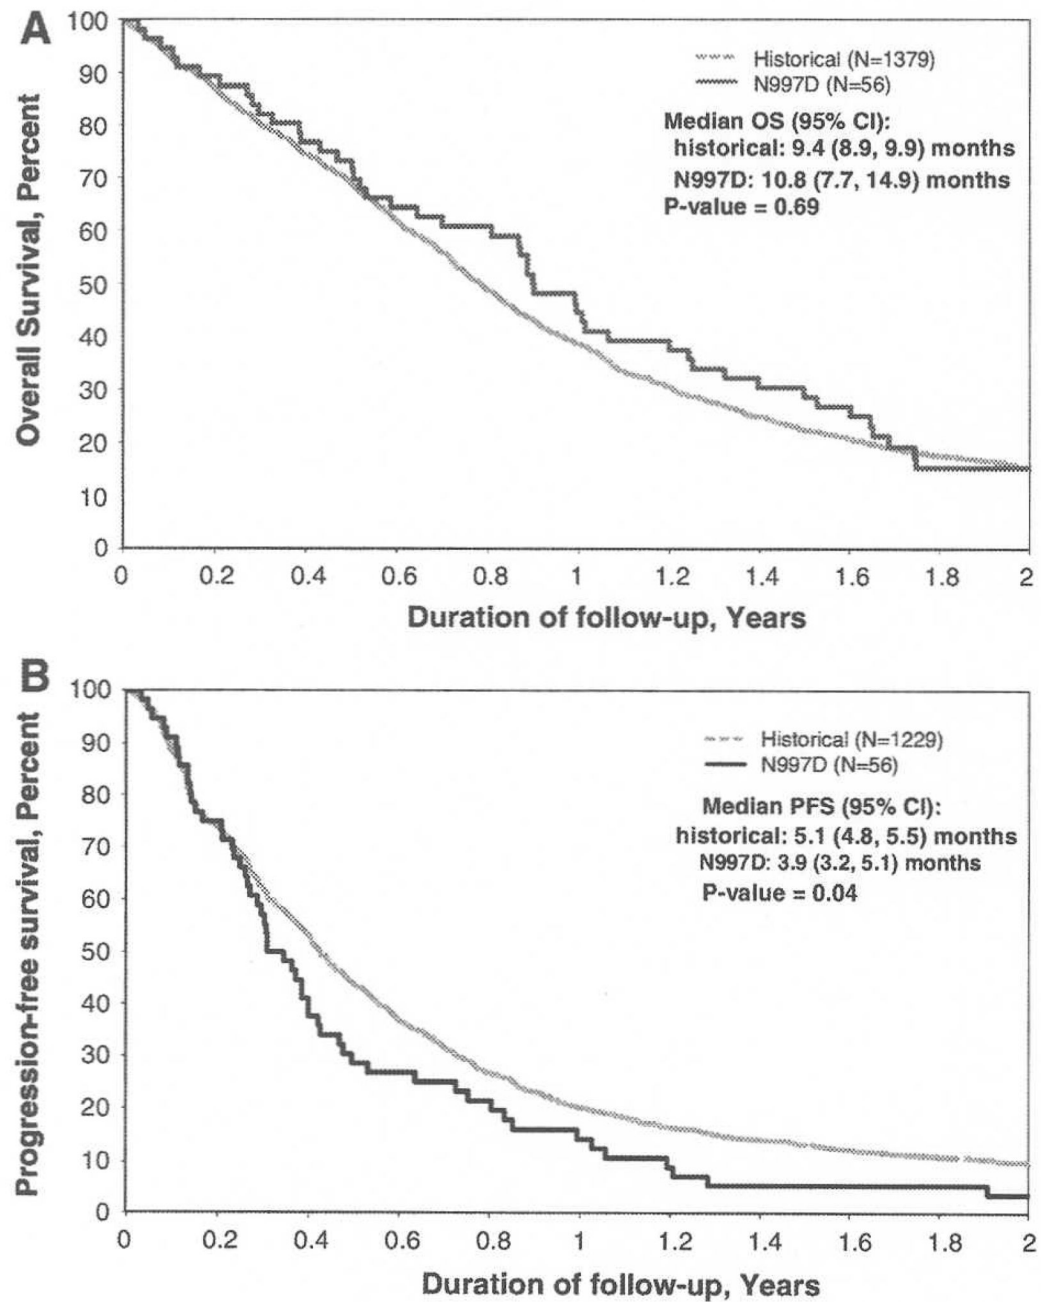 A
100
90
80
70
60
50
40
30
20
10
0
Overall Survival, Percent
Historical (N=1379)
N997D (N=56)
Median OS (95% CI):
historical: 9.4 (8.9, 9.9) months
N997D: 10.8 (7.7, 14.9) months
P-value = 0.69
0 0.2 0.4 0.6 0.8 1 1.2 1.4 1.6 1.8 2
Duration of follow-up, Years
B
100
90
80
70
60
50
40
30
20
10
0
Progression-free survival, Percent
Historical (N=1229)
N997D (N=56)
Median PFS (95% CI):
historical: 5.1 (4.8, 5.5) months
N997D: 3.9 (3.2, 5.1) months
P-value = 0.04
0 0.2 0.4 0.6 0.8 1 1.2 1.4 1.6 1.8 2
Duration of follow-up, Years